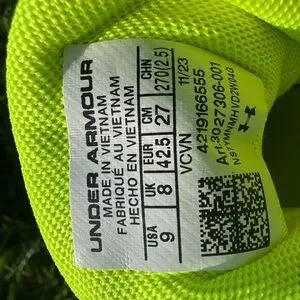 UNDER ARMOUR
MADE IN VIETNAM
FABRIQUÉ AU VIETNAM
HECHO EN VIETNAM
USA UK EUR CM CHN
9 8 42.5 27 270(2.5)
VCVN 11/23
4219166555
Art.3027306-001